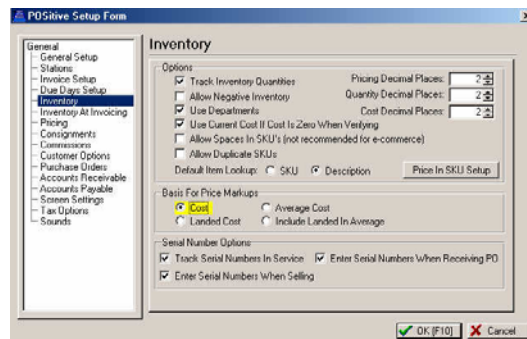 POSitive Setup Form
General
General Setup
Stations
Invoice Setup
Due Days Setup
Inventory
Inventory At Invoicing
Pricing
Consignments
Commissions
Customer Options
Purchase Orders
Accounts Receivable
Accounts Payable
Screen Settings
Tax Options
Sounds
Inventory
Options
Track Inventory Quantities Pricing Decimal Places: 2
Allow Negative Inventory Quantity Decimal Places: 2
Use Departments Cost Decimal Places: 2
Use Current Cost If Cost Is Zero When Verifying
Allow Spaces In SKU's (not recommended for e-commerce)
Allow Duplicate SKUs
Default Item Lookup: SKU Description Price In SKU Setup
Basis For Price Markups
Cost Average Cost
Landed Cost Include Landed In Average
Serial Number Options
Track Serial Numbers In Service Enter Serial Numbers When Receiving PO
Enter Serial Numbers When Selling
OK (F10) Cancel